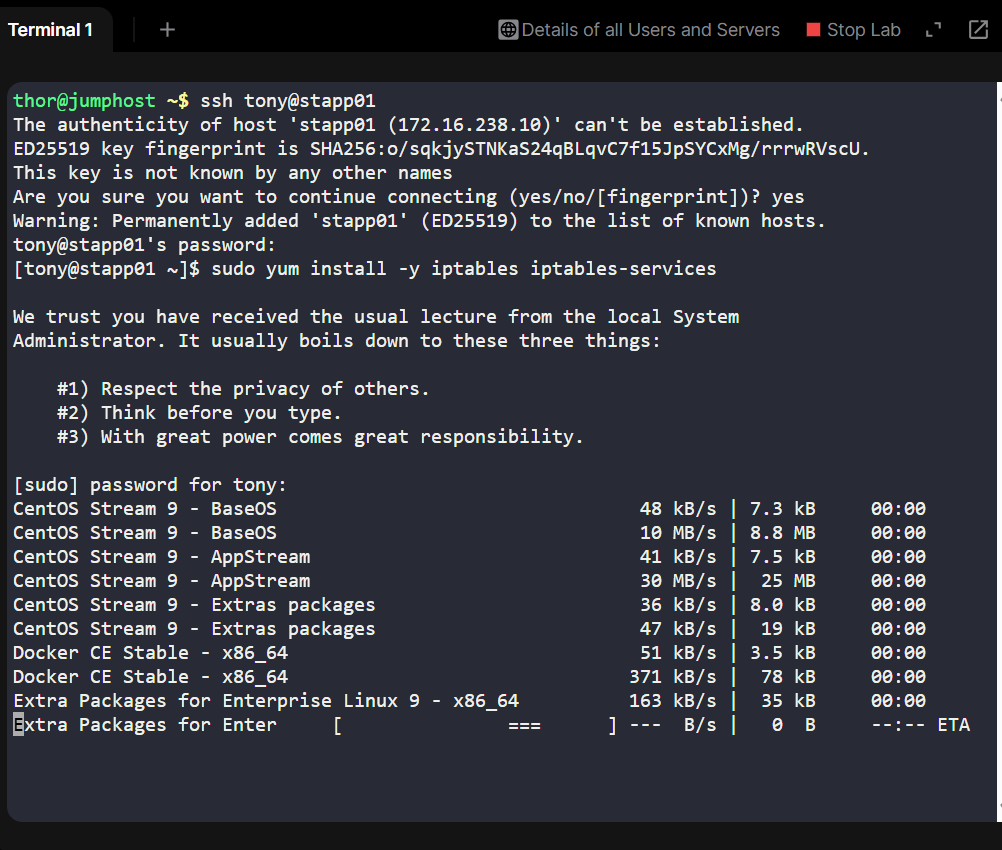 Terminal 1
+
Details of all Users and Servers
Stop Lab
thor@jumphost ~$ ssh tony@stapp01
The authenticity of host 'stapp01 (172.16.238.10)' can't be established.
ED25519 key fingerprint is SHA256:o/sqkjySTNKaS24qBLqvC7f15JpSYCxMg/rrrwRVscU.
This key is not known by any other names
Are you sure you want to continue connecting (yes/no/[fingerprint])? yes
Warning: Permanently added 'stapp01' (ED25519) to the list of known hosts.
tony@stapp01's password:
[tony@stapp01 ~]$ sudo yum install -y iptables iptables-services
We trust you have received the usual lecture from the local System
Administrator. It usually boils down to these three things:
#1) Respect the privacy of others.
#2) Think before you type.
#3) With great power comes great responsibility.
[sudo] password for tony:
CentOS Stream 9 - BaseOS 48 kB/s | 7.3 kB 00:00
CentOS Stream 9 - BaseOS 10 MB/s | 8.8 MB 00:00
CentOS Stream 9 - AppStream 41 kB/s | 7.5 kB 00:00
CentOS Stream 9 - AppStream 30 MB/s | 25 MB 00:00
CentOS Stream 9 - Extras packages 36 kB/s | 8.0 kB 00:00
CentOS Stream 9 - Extras packages 47 kB/s | 19 kB 00:00
Docker CE Stable - x86_64 51 kB/s | 3.5 kB 00:00
Docker CE Stable - x86_64 371 kB/s | 78 kB 00:00
Extra Packages for Enterprise Linux 9 - x86_64 163 kB/s | 35 kB 00:00
Extra Packages for Enter [ === ] --- B/s | 0 B --:-- ETA